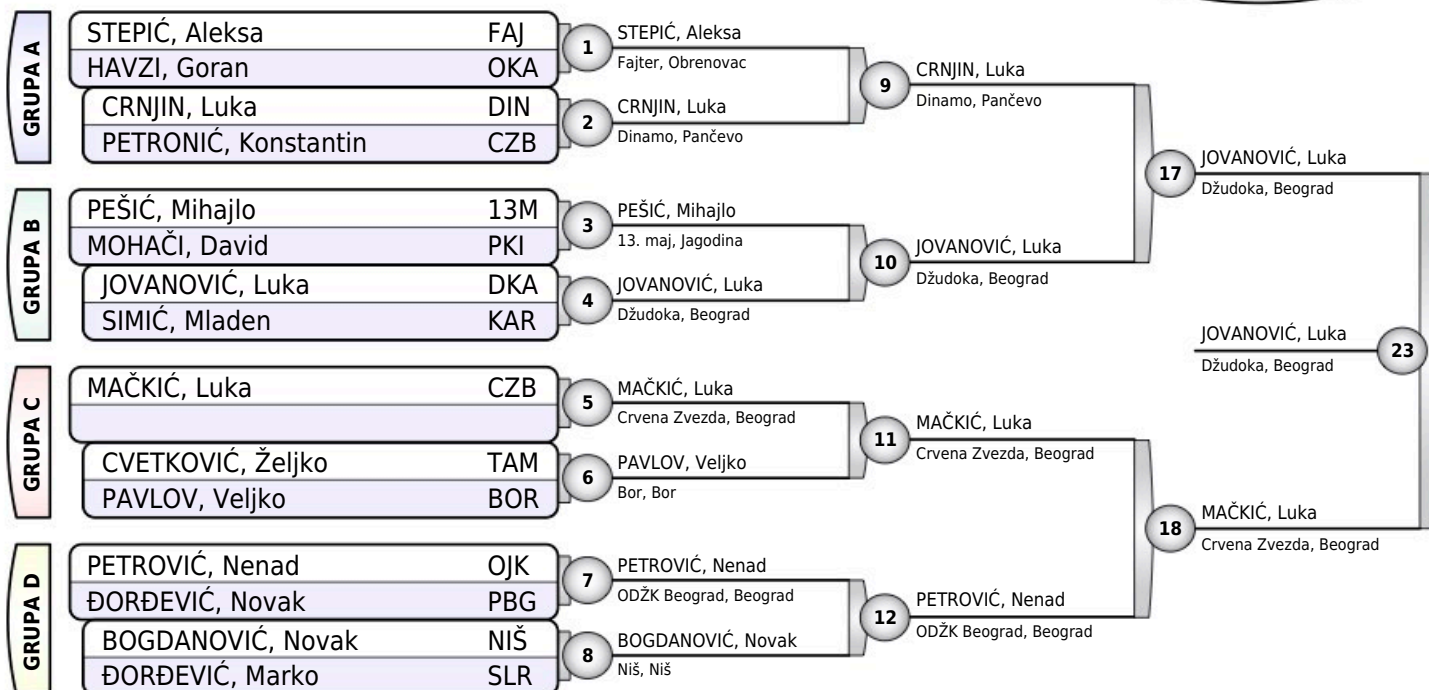 GRUPA A
STEPIĆ, Aleksa FAJ
HAVZI, Goran OKA
CRNJIN, Luka DIN
PETRONIĆ, Konstantin CZB
GRUPA B
PEŠIĆ, Mihajlo 13M
MOHAČI, David PKI
JOVANOVIĆ, Luka DKA
SIMIĆ, Mladen KAR
GRUPA C
MAČKIĆ, Luka CZB
CVETKOVIĆ, Željko TAM
PAVLOV, Veljko BOR
GRUPA D
PETROVIĆ, Nenad OJK
ĐORĐEVIĆ, Novak PBG
BOGDANOVIĆ, Novak NIŠ
ĐORĐEVIĆ, Marko SLR
1
STEPIĆ, Aleksa
Fajter, Obrenovac
2
CRNJIN, Luka
Dinamo, Pančevo
3
PEŠIĆ, Mihajlo
13. maj, Jagodina
4
JOVANOVIĆ, Luka
Džudoka, Beograd
5
MAČKIĆ, Luka
Crvena Zvezda, Beograd
6
PAVLOV, Veljko
Bor, Bor
7
PETROVIĆ, Nenad
ODŽK Beograd, Beograd
8
BOGDANOVIĆ, Novak
Niš, Niš
9
CRNJIN, Luka
Dinamo, Pančevo
10
JOVANOVIĆ, Luka
Džudoka, Beograd
11
MAČKIĆ, Luka
Crvena Zvezda, Beograd
12
PETROVIĆ, Nenad
ODŽK Beograd, Beograd
17
JOVANOVIĆ, Luka
Džudoka, Beograd
18
MAČKIĆ, Luka
Crvena Zvezda, Beograd
JOVANOVIĆ, Luka
Džudoka, Beograd
23